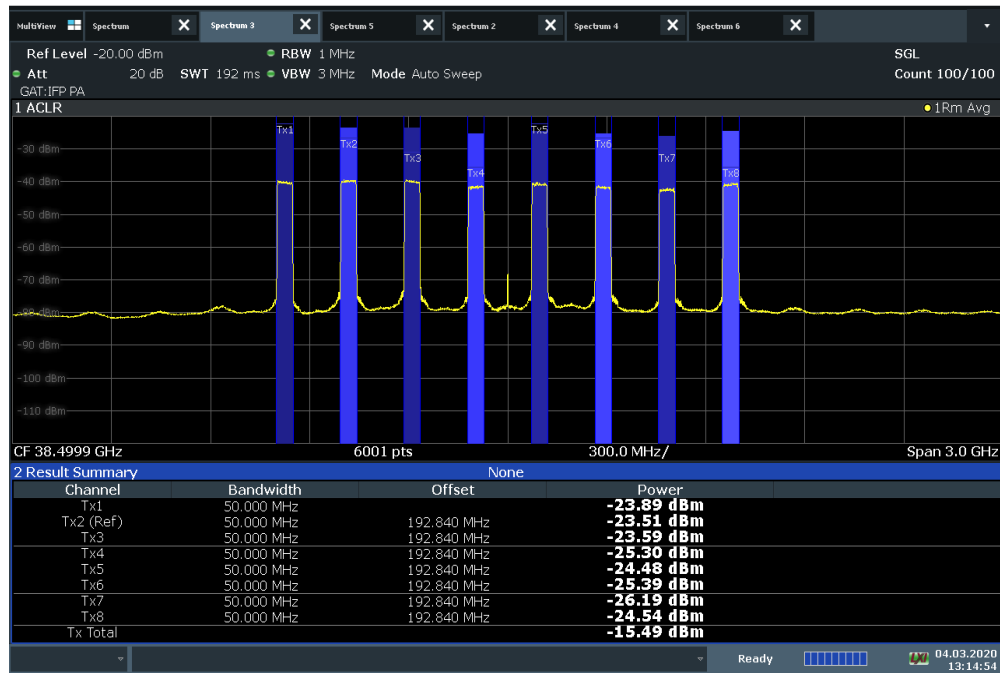 MultiView Spectrum Spectrum 3 Spectrum 5 Spectrum 2 Spectrum 4 Spectrum 6
Ref Level -20.00 dBm RBW 1 MHz SGL
Att 20 dB SWT 192 ms VBW 3 MHz Mode Auto Sweep Count 100/100
GAT:IFP PA
1 ACLR 1Rm Avg
Tx1 Tx2 Tx3 Tx4 Tx5 Tx6 Tx7 Tx8
-30 dBm
-40 dBm
-50 dBm
-60 dBm
-70 dBm
-80 dBm
-90 dBm
-100 dBm
-110 dBm
CF 38.4999 GHz 6001 pts 300.0 MHz/ Span 3.0 GHz
2 Result Summary None
Channel Bandwidth Offset Power
Tx1 50.000 MHz -23.89 dBm
Tx2 (Ref) 50.000 MHz 192.840 MHz -23.51 dBm
Tx3 50.000 MHz 192.840 MHz -23.59 dBm
Tx4 50.000 MHz 192.840 MHz -25.30 dBm
Tx5 50.000 MHz 192.840 MHz -24.48 dBm
Tx6 50.000 MHz 192.840 MHz -25.39 dBm
Tx7 50.000 MHz 192.840 MHz -26.19 dBm
Tx8 50.000 MHz 192.840 MHz -24.54 dBm
Tx Total -15.49 dBm
Ready LXI 04.03.2020
13:14:54